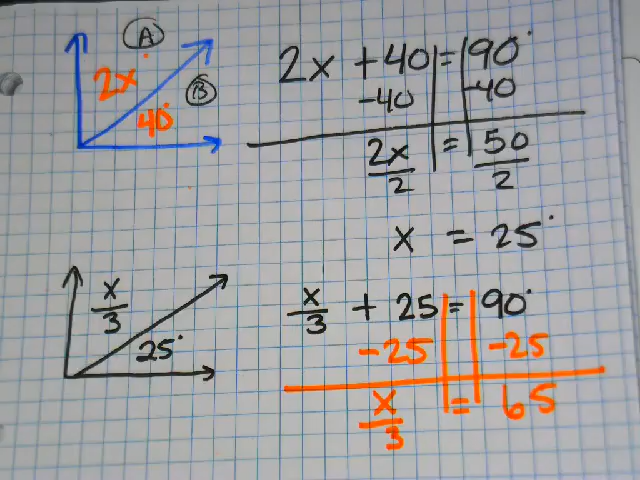 A
2x°
B
40°
2x + 40 = 90°
-40 -40
2x/2 = 50/2
x = 25°
x/3
25°
x/3 + 25 = 90°
-25 -25
x/3 = 65